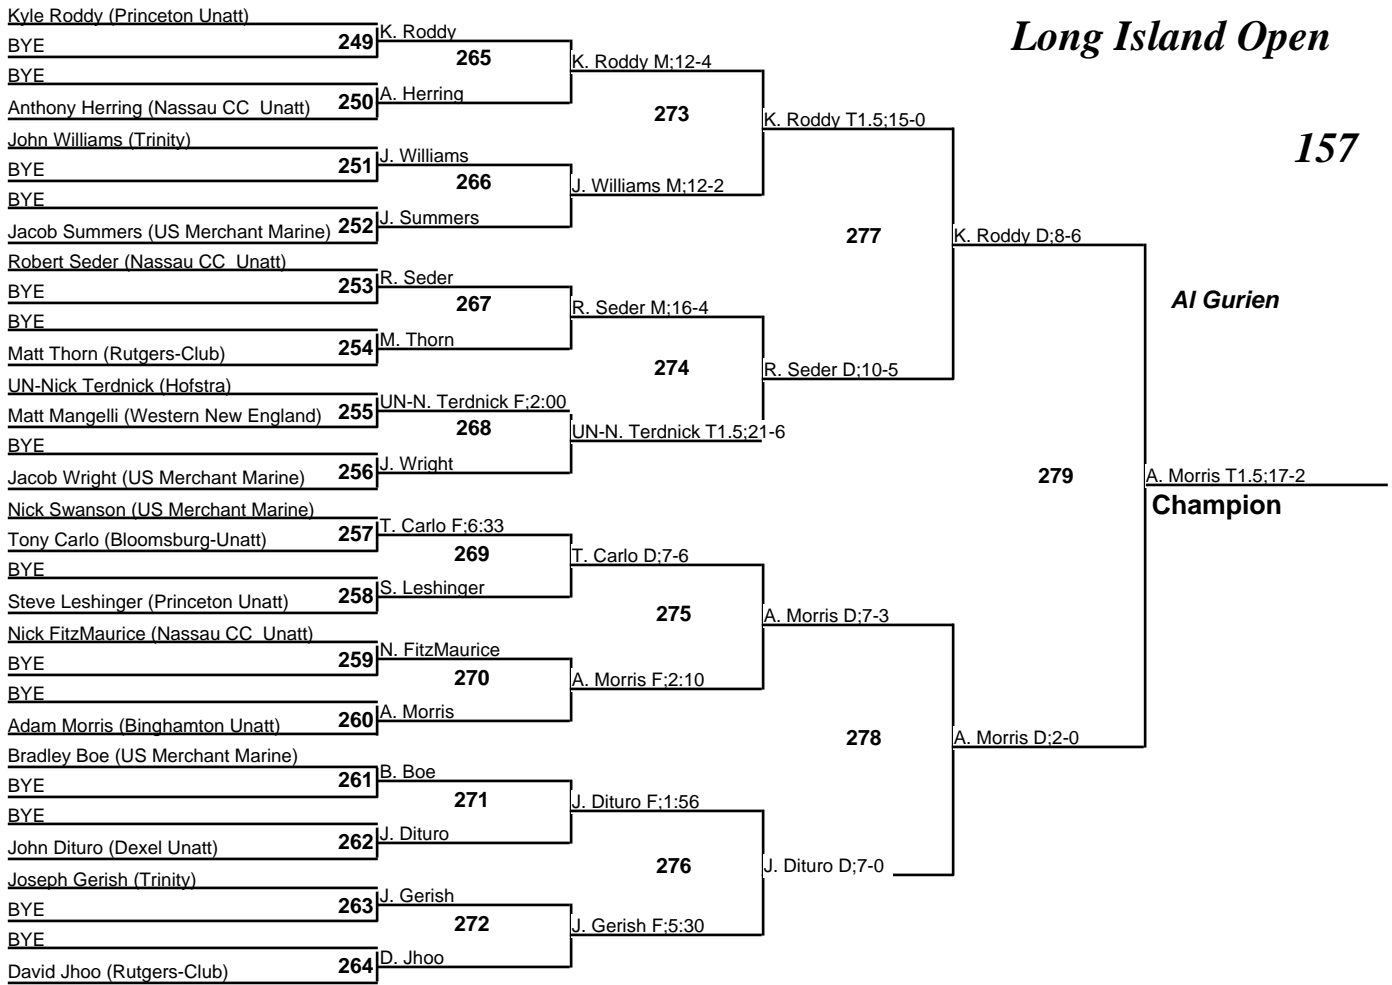 Kyle Roddy (Princeton Unatt)
BYE
BYE
Anthony Herring (Nassau CC  Unatt)
John Williams (Trinity)
BYE
BYE
Jacob Summers (US Merchant Marine)
Robert Seder (Nassau CC  Unatt)
BYE
BYE
Matt Thorn (Rutgers-Club)
UN-Nick Terdnick (Hofstra)
Matt Mangelli (Western New England)
BYE
Jacob Wright (US Merchant Marine)
Nick Swanson (US Merchant Marine)
Tony Carlo (Bloomsburg-Unatt)
BYE
Steve Leshinger (Princeton Unatt)
Nick FitzMaurice (Nassau CC  Unatt)
BYE
BYE
Adam Morris (Binghamton Unatt)
Bradley Boe (US Merchant Marine)
BYE
BYE
John Dituro (Dexel Unatt)
Joseph Gerish (Trinity)
BYE
BYE
David Jhoo (Rutgers-Club)
249
250
251
252
253
254
255
256
257
258
259
260
261
262
263
264
K. Roddy
A. Herring
J. Williams
J. Summers
R. Seder
M. Thorn
UN-N. Terdnick F;2:00
J. Wright
T. Carlo F;6:33
S. Leshinger
N. FitzMaurice
A. Morris
B. Boe
J. Dituro
J. Gerish
D. Jhoo
265
266
267
268
269
270
271
272
K. Roddy M;12-4
J. Williams M;12-2
R. Seder M;16-4
UN-N. Terdnick T1.5;21-6
T. Carlo D;7-6
A. Morris F;2:10
J. Dituro F;1:56
J. Gerish F;5:30
273
274
275
276
K. Roddy T1.5;15-0
R. Seder D;10-5
A. Morris D;7-3
J. Dituro D;7-0
277
278
K. Roddy D;8-6
A. Morris D;2-0
279
A. Morris T1.5;17-2
Champion
Long Island Open
157
Al Gurien